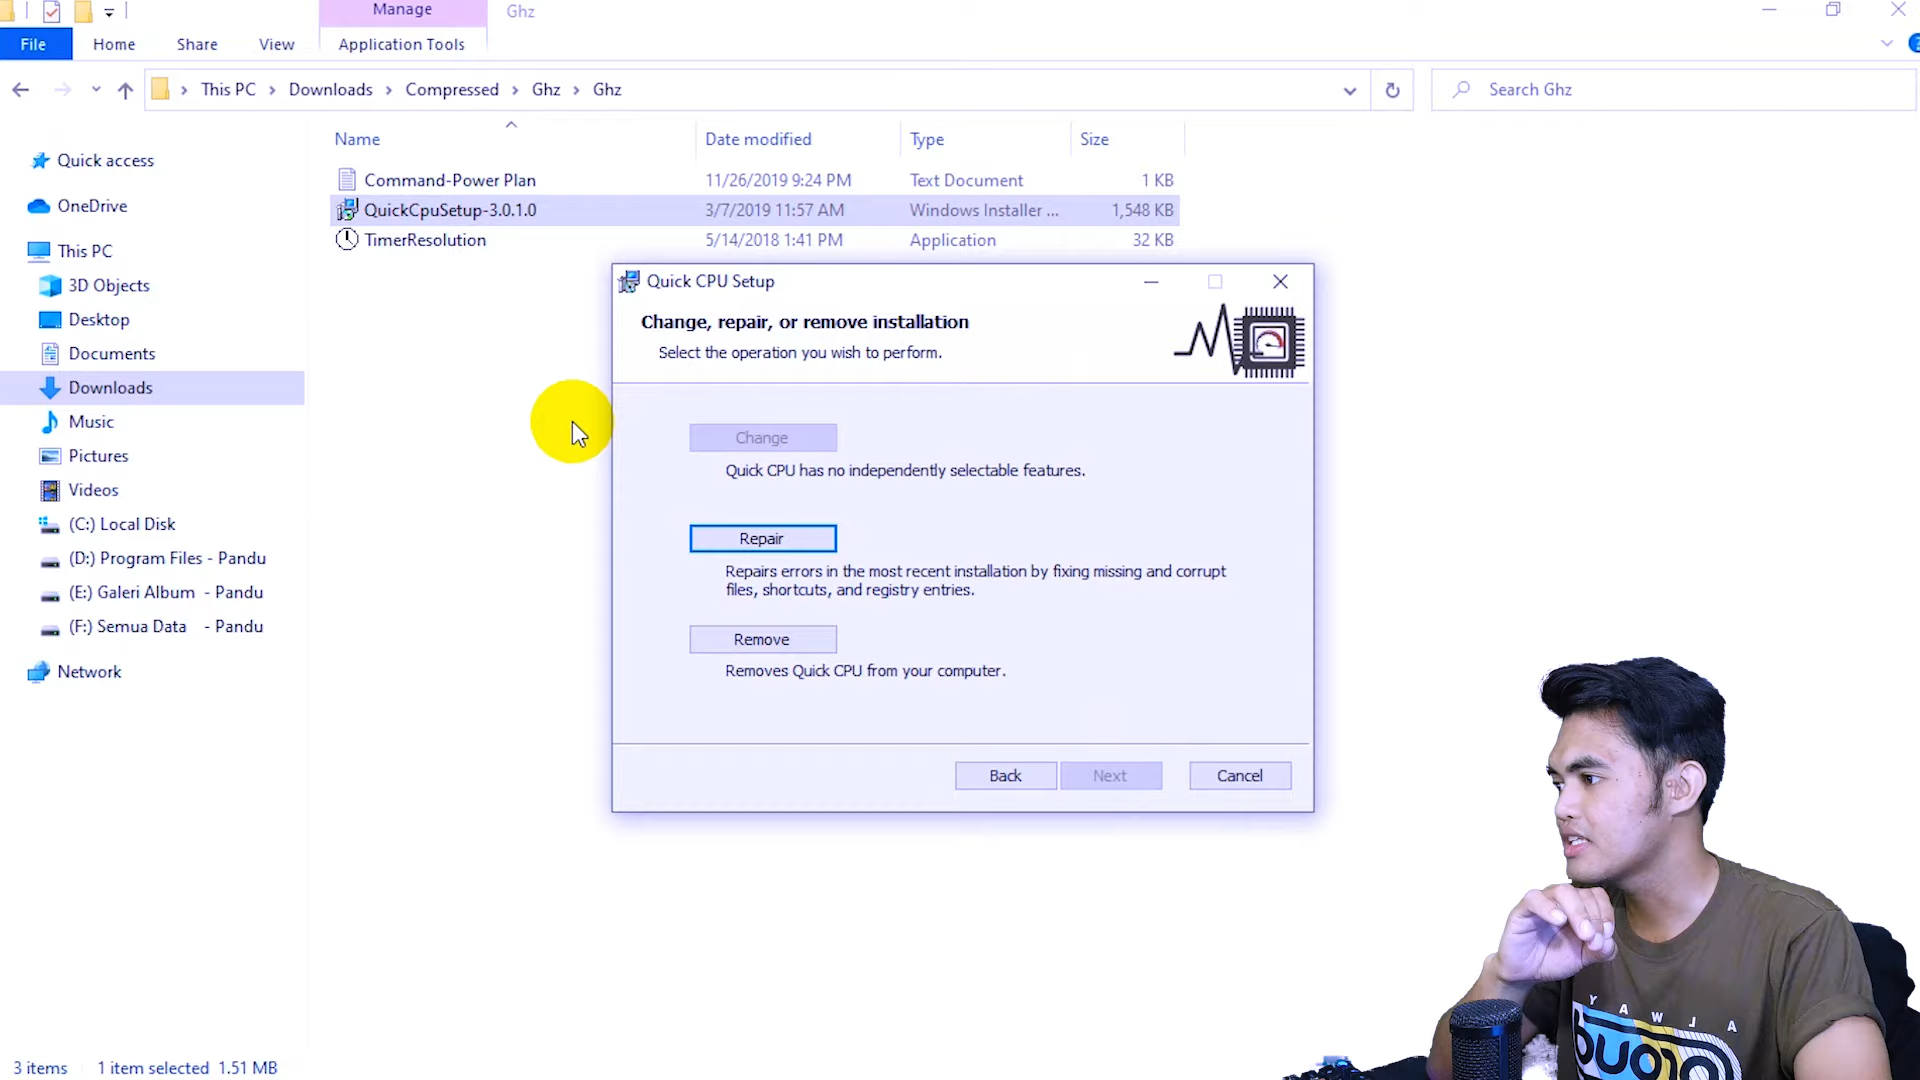 Manage
Ghz
File
Home
Share
View
Application Tools
This PC
Downloads
Compressed
Ghz
Ghz
Search Ghz
Name
Date modified
Type
Size
Command-Power Plan
11/26/2019 9:24 PM
Text Document
1 KB
QuickCpuSetup-3.0.1.0
3/7/2019 11:57 AM
Windows Installer ...
1,548 KB
TimerResolution
5/14/2018 1:41 PM
Application
32 KB
Quick access
OneDrive
This PC
3D Objects
Desktop
Documents
Downloads
Music
Pictures
Videos
(C:) Local Disk
(D:) Program Files - Pandu
(E:) Galeri Album - Pandu
(F:) Semua Data - Pandu
Network
Quick CPU Setup
Change, repair, or remove installation
Select the operation you wish to perform.
Change
Quick CPU has no independently selectable features.
Repair
Repairs errors in the most recent installation by fixing missing and corrupt
files, shortcuts, and registry entries.
Remove
Removes Quick CPU from your computer.
Back
Next
Cancel
3 items
1 item selected 1.51 MB